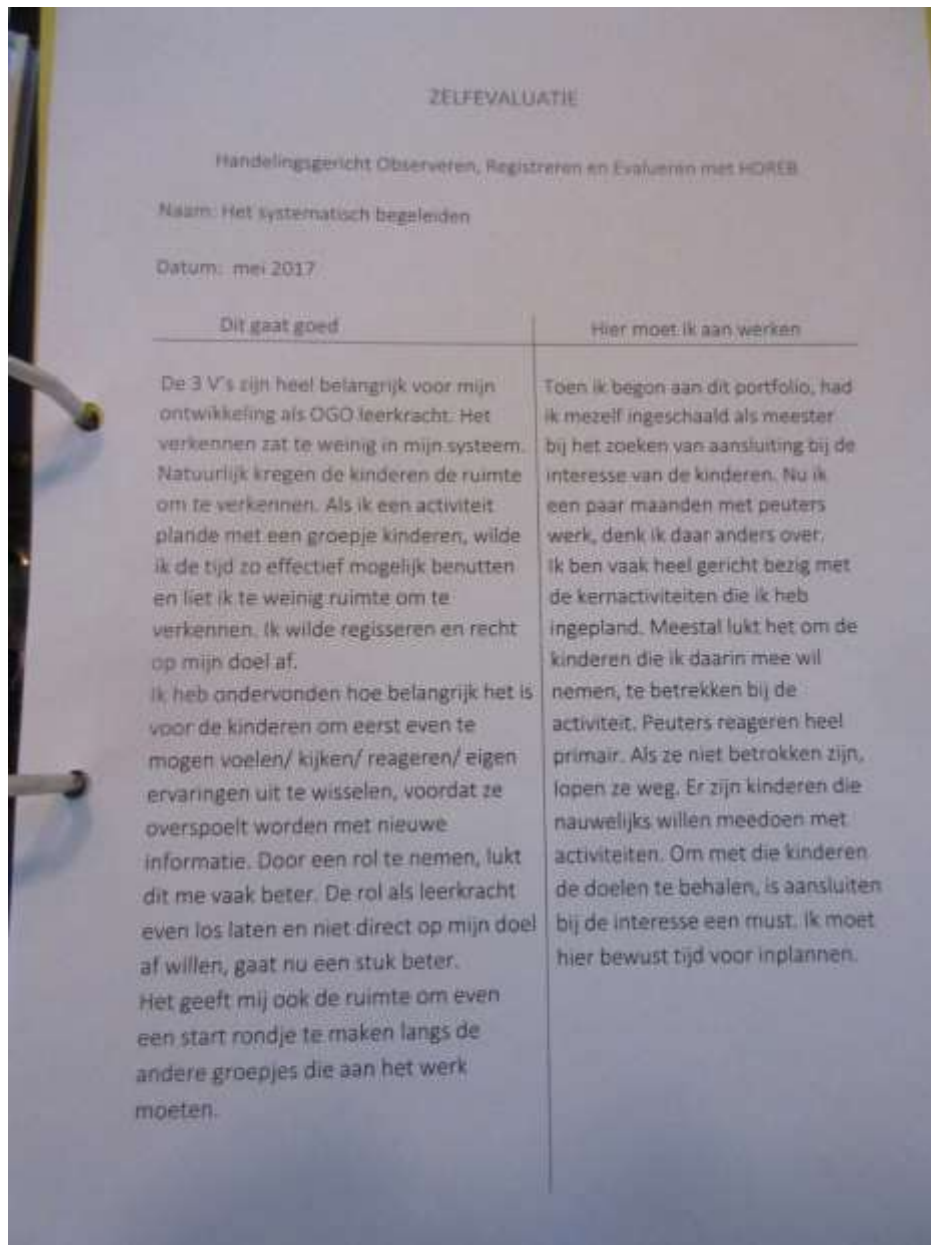 ZELFEVALUATIE
Handelingsgericht Observeren, Registreren en Evalueren met HOREB
Naam: Het systematisch begeleiden
Datum: mei 2017
Dit gaat goed
De 3 V's zijn heel belangrijk voor mijn
ontwikkeling als OGO leerkracht. Het
verkennen zat te weinig in mijn systeem.
Natuurlijk kregen de kinderen de ruimte
om te verkennen. Als ik een activiteit
plande met een groepje kinderen, wilde
ik de tijd zo effectief mogelijk benutten
en liet ik te weinig ruimte om te
verkennen. Ik wilde regisseren en recht
op mijn doel af.
Ik heb ondervonden hoe belangrijk het is
voor de kinderen om eerst even te
mogen voelen/ kijken/ reageren/ eigen
ervaringen uit te wisselen, voordat ze
overspoelt worden met nieuwe
informatie. Door een rol te nemen, lukt
dit me vaak beter. De rol als leerkracht
even los laten en niet direct op mijn doel
af willen, gaat nu een stuk beter.
Het geeft mij ook de ruimte om even
een start rondje te maken langs de
andere groepjes die aan het werk
moeten.
Hier moet ik aan werken
Toen ik begon aan dit portfolio, had
ik mezelf ingeschaald als meester
bij het zoeken van aansluiting bij de
interesse van de kinderen. Nu ik
een paar maanden met peuters
werk, denk ik daar anders over.
Ik ben vaak heel gericht bezig met
de kernactiviteiten die ik heb
ingepland. Meestal lukt het om de
kinderen die ik daarin mee wil
nemen, te betrekken bij de
activiteit. Peuters reageren heel
primair. Als ze niet betrokken zijn,
lopen ze weg. Er zijn kinderen die
nauwelijks willen meedoen met
activiteiten. Om met die kinderen
de doelen te behalen, is aansluiten
bij de interesse een must. Ik moet
hier bewust tijd voor inplannen.